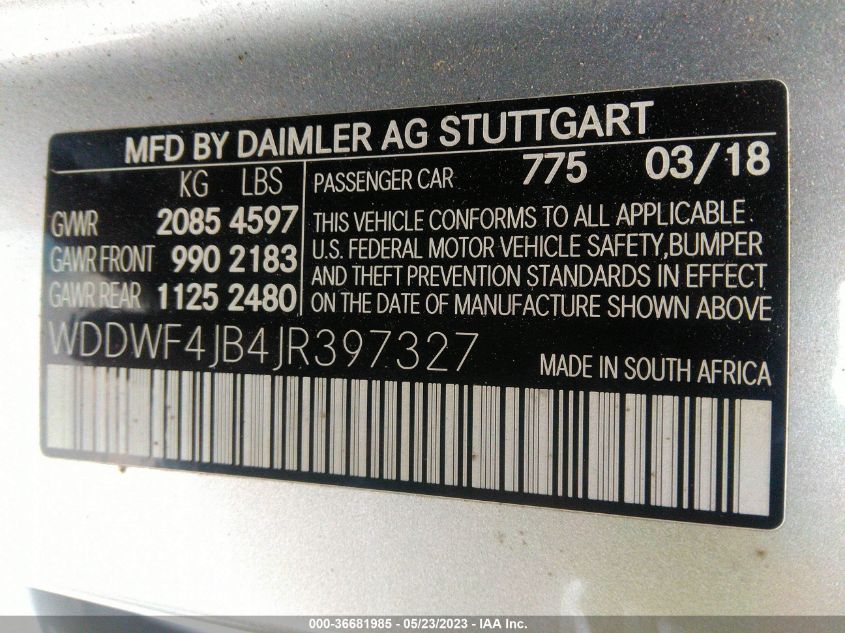 MFD BY DAIMLER AG STUTTGART
KG LBS
GVWR 2085 4597
GAWR FRONT 990 2183
GAWR REAR 1125 2480
PASSENGER CAR 775 03/18
THIS VEHICLE CONFORMS TO ALL APPLICABLE.
U.S. FEDERAL MOTOR VEHICLE SAFETY,BUMPER
AND THEFT PREVENTION STANDARDS IN EFFECT
ON THE DATE OF MANUFACTURE SHOWN ABOVE
WDDWF4JB4JR397327
MADE IN SOUTH AFRICA
000-36681985 - 05/23/2023 - IAA Inc.